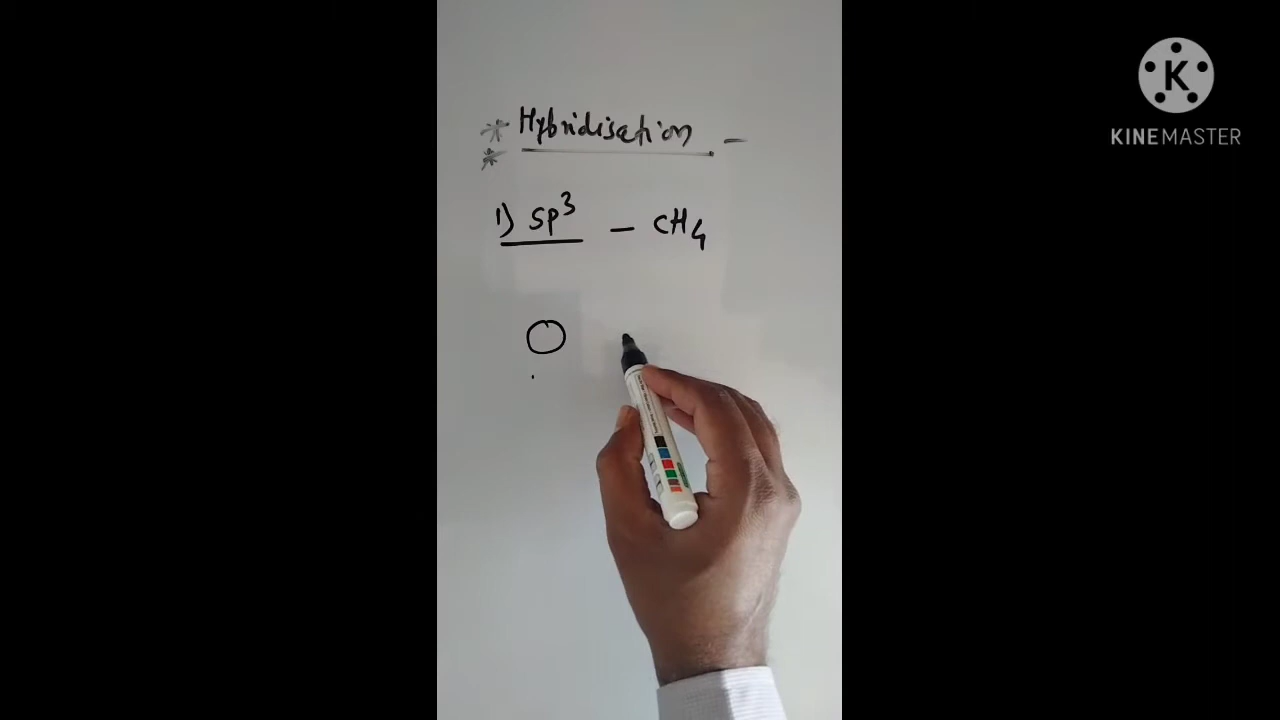 * Hybridisation -
*
1) SP³ - CH₄
K
KINEMASTER